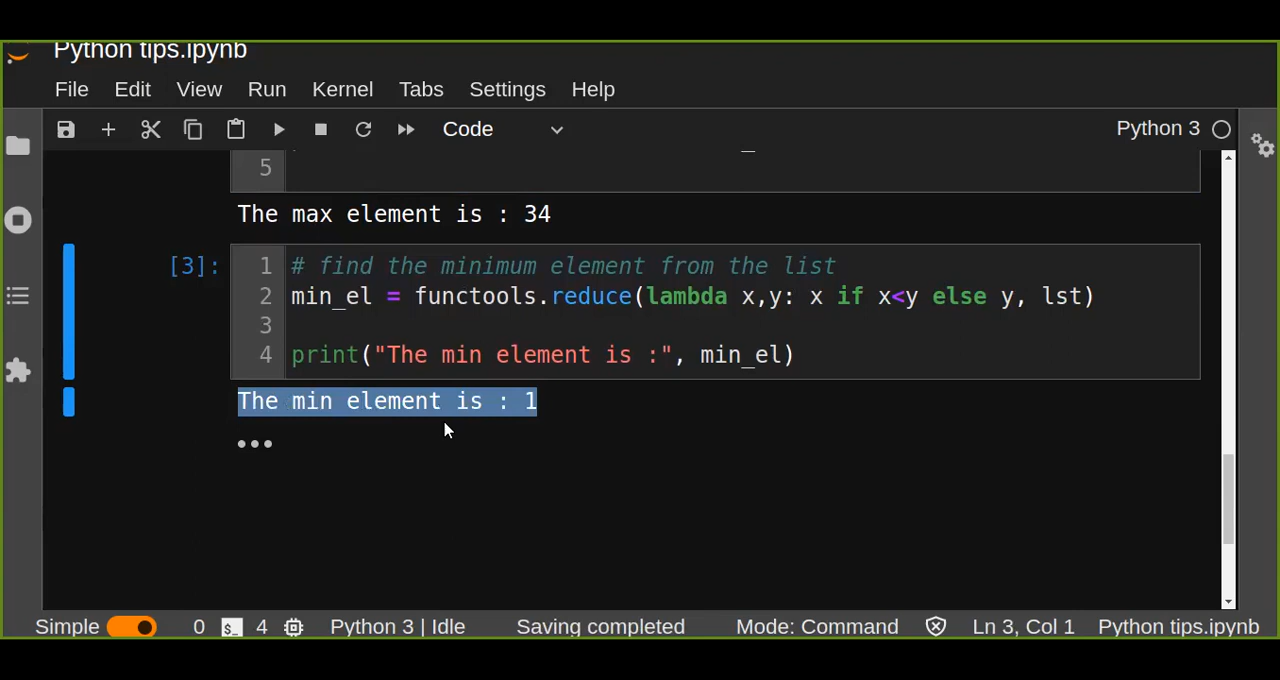 Python tips.ipynb
File Edit View Run Kernel Tabs Settings Help
Code Python 3
5
The max element is : 34
[3]: 1 # find the minimum element from the list
2 min_el = functools.reduce(lambda x,y: x if x<y else y, lst)
3
4 print("The min element is :", min_el)
The min element is : 1
Simple 0 $_ 4 Python 3 | Idle Saving completed Mode: Command Ln 3, Col 1 Python tips.ipynb